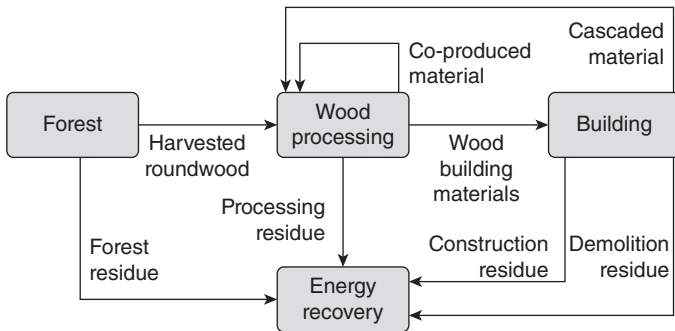 Cascaded
material
Co-produced
material
Forest
Wood
processing
Building
Harvested
roundwood
Wood
building
materials
Processing
residue
Forest
residue
Construction
residue
Demolition
residue
Energy
recovery